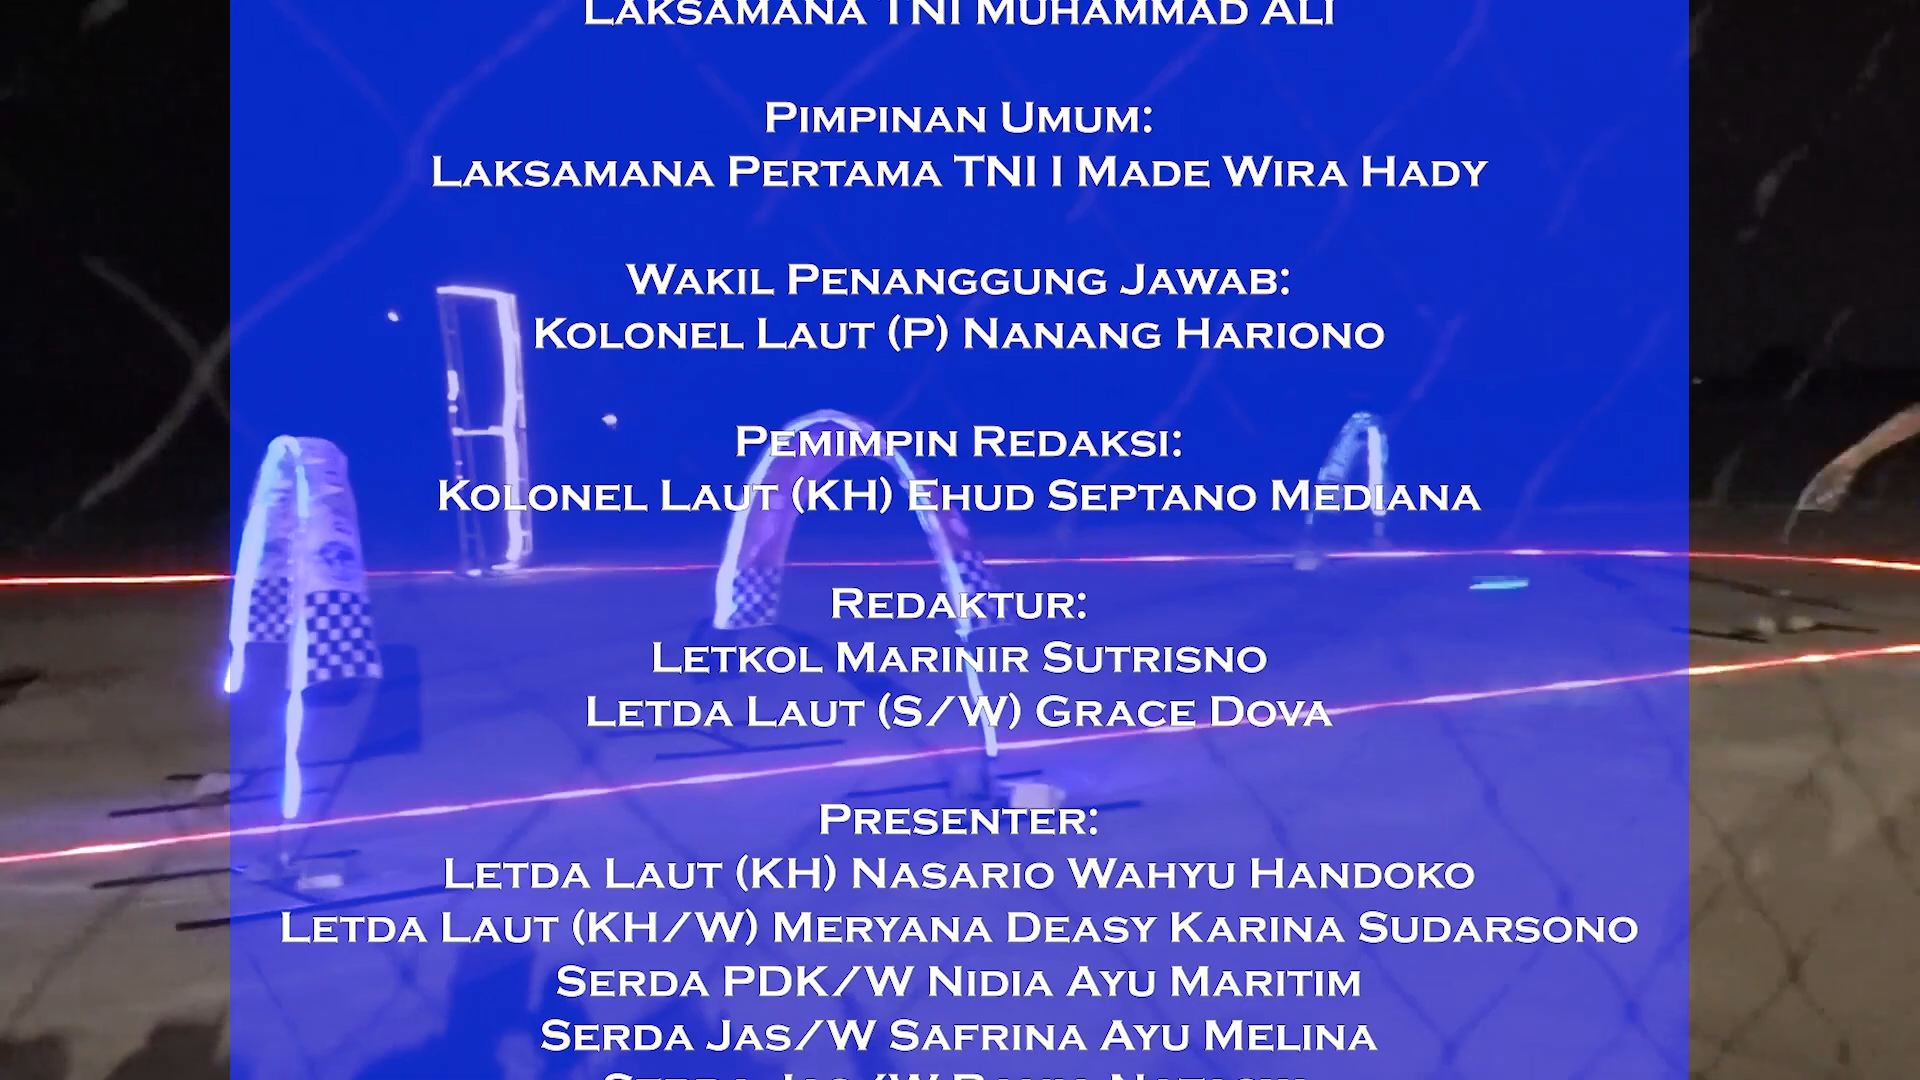 Laksamana TNI Muhammad Ali
Pimpinan Umum:
Laksamana Pertama TNI I Made Wira Hady
Wakil Penanggung Jawab:
Kolonel Laut (P) Nanang Hariono
Pemimpin Redaksi:
Kolonel Laut (KH) Ehud Septano Mediana
Redaktur:
Letkol Marinir Sutrisno
Letda Laut (S/W) Grace Dova
Presenter:
Letda Laut (KH) Nasario Wahyu Handoko
Letda Laut (KH/W) Meryana Deasy Karina Sudarsono
Serda PDK/W Nidia Ayu Maritim
Serda Jas/W Safrina Ayu Melina
Serda Jas/W